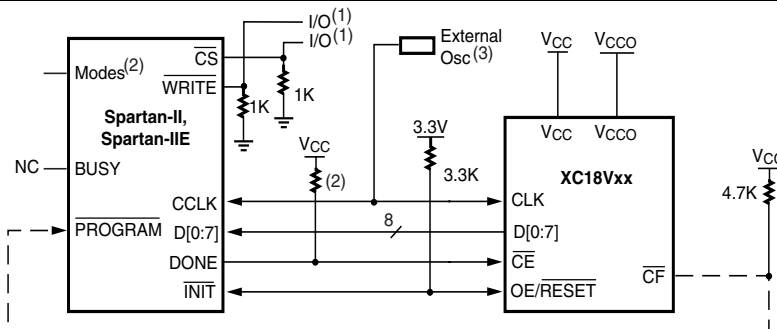 I/O(1)
I/O(1)
External
Osc(3)
VCC
VCCO
CS
Modes(2)
WRITE
1K
1K
Spartan-II,
Spartan-IIE
3.3V
VCC
VCCO
VCC
NC
BUSY
VCC
(2)
3.3K
XC18Vxx
4.7K
CCLK
CLK
PROGRAM
D[0:7]
8
D[0:7]
DONE
CE
CF
INIT
OE/RESET